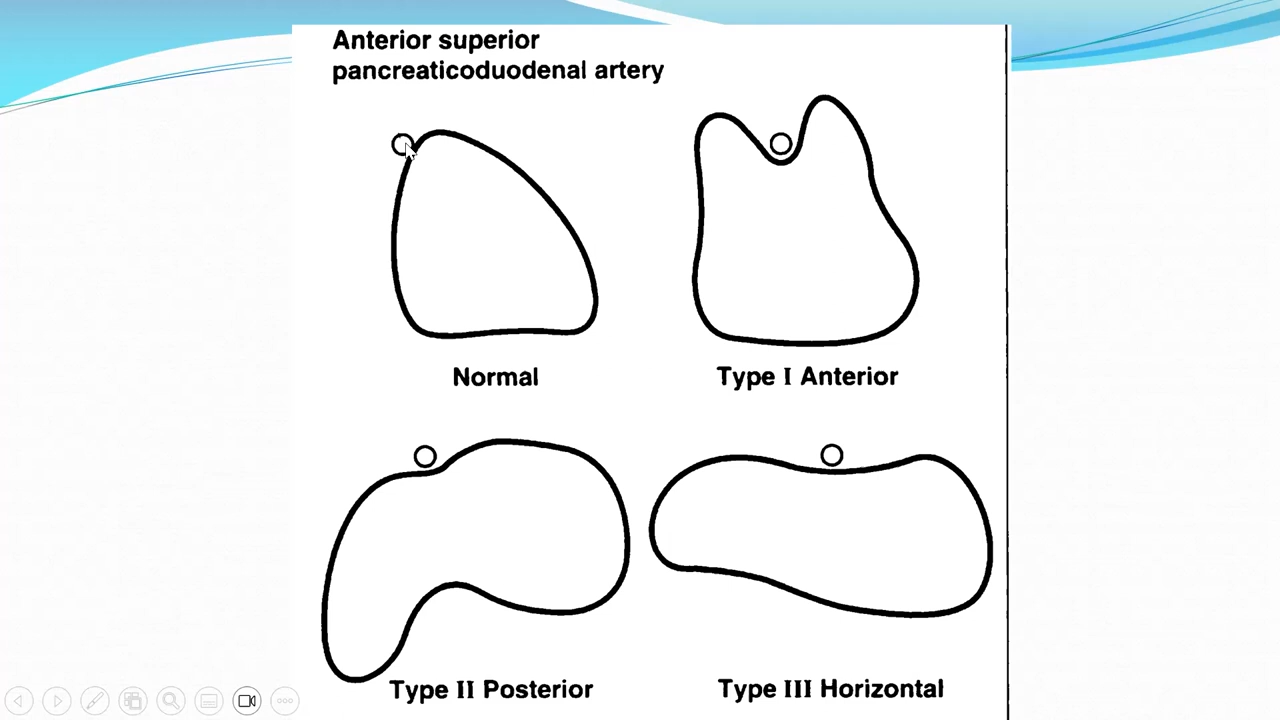 Anterior superior
pancreaticoduodenal artery
Normal
Type I Anterior
Type II Posterior
Type III Horizontal